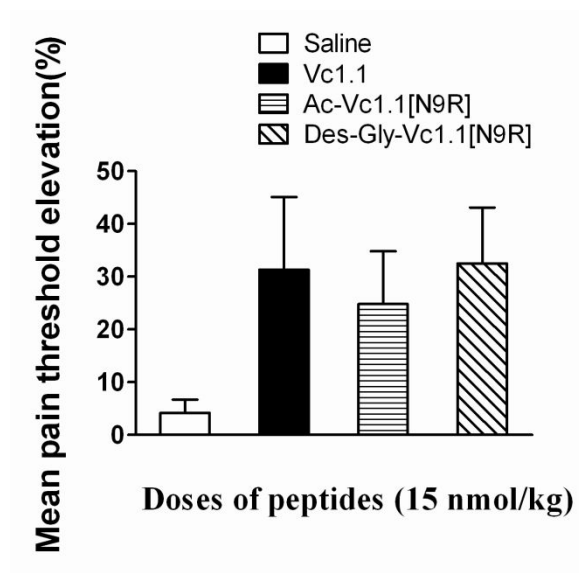 Saline
Vc1.1
Ac-Vc1.1[N9R]
Des-Gly-Vc1.1[N9R]
Mean pain threshold elevation(%)
50
40
30
20
10
0
Doses of peptides (15 nmol/kg)